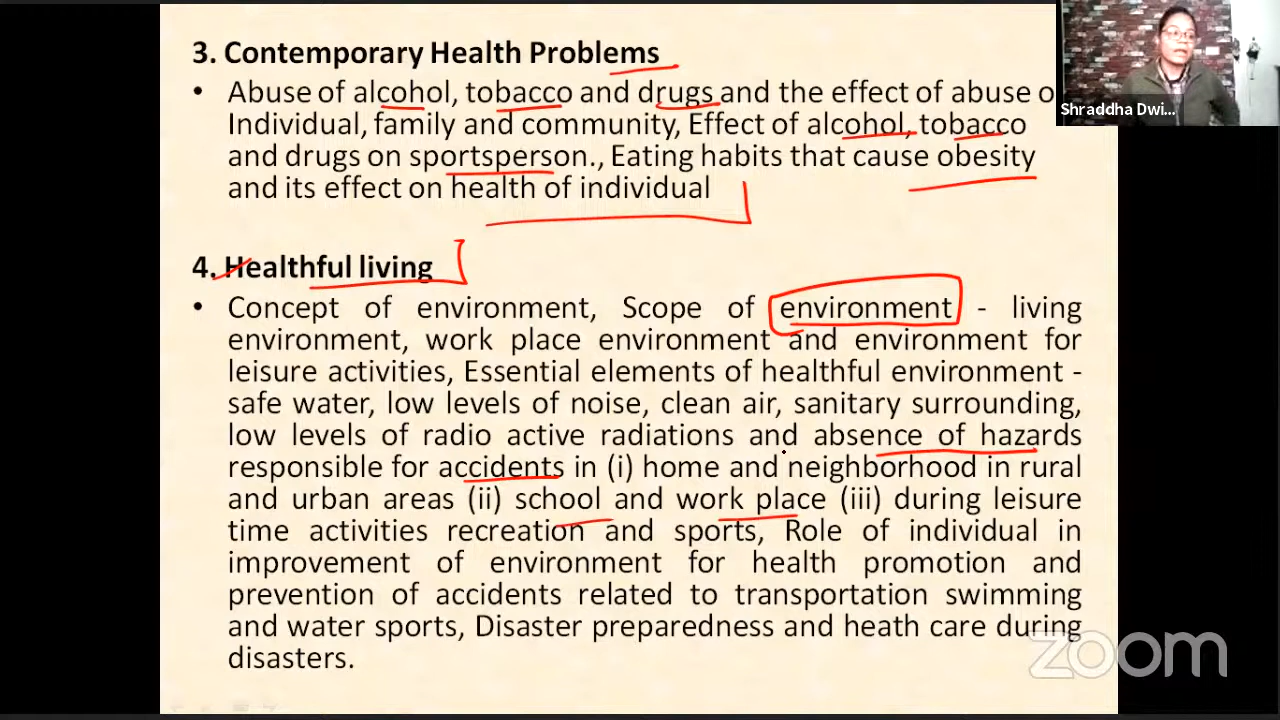 3. Contemporary Health Problems
• Abuse of alcohol, tobacco and drugs and the effect of abuse o
Individual, family and community, Effect of alcohol, tobacco
and drugs on sportsperson., Eating habits that cause obesity
and its effect on health of individual
Shraddha Dwi...
4. Healthful living
• Concept of environment, Scope of environment - living
environment, work place environment and environment for
leisure activities, Essential elements of healthful environment -
safe water, low levels of noise, clean air, sanitary surrounding,
low levels of radio active radiations and absence of hazards
responsible for accidents in (i) home and neighborhood in rural
and urban areas (ii) school and work place (iii) during leisure
time activities recreation and sports, Role of individual in
improvement of environment for health promotion and
prevention of accidents related to transportation swimming
and water sports, Disaster preparedness and heath care during
disasters.
zoom